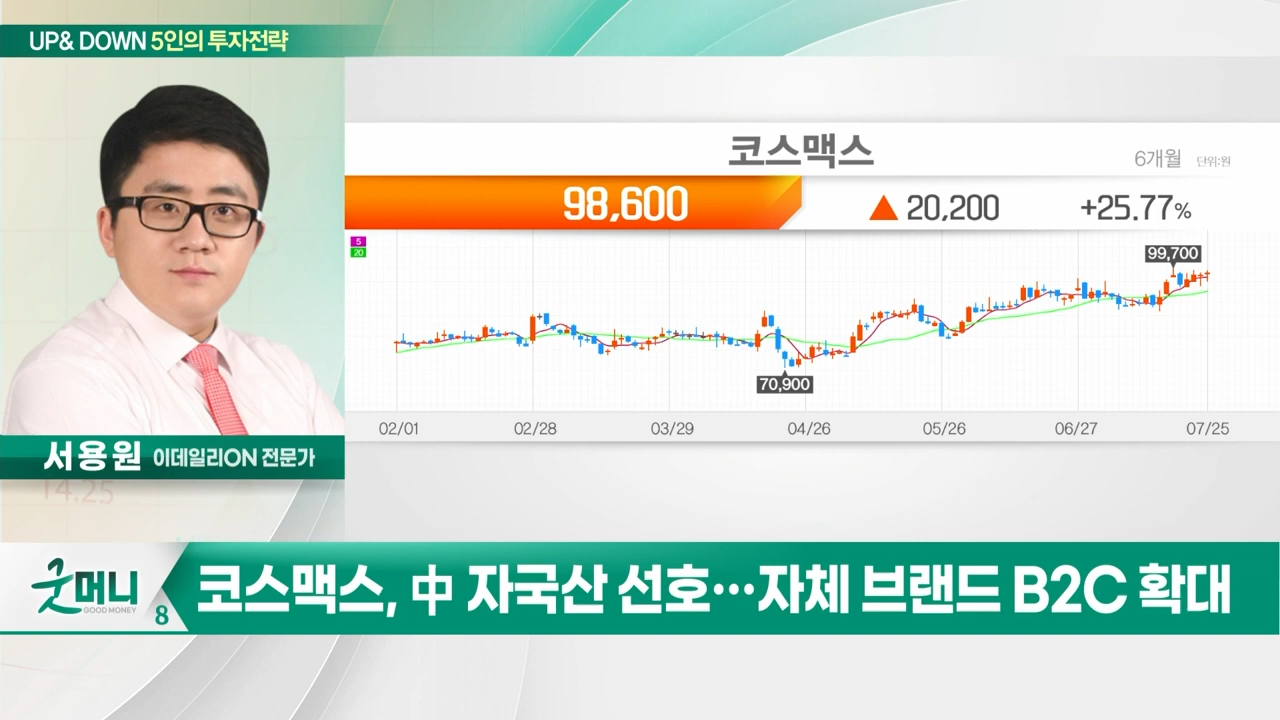 UP& DOWN 5인의 투자전략
코스맥스
6개월 단위:원
98,600 ▲ 20,200 +25.77%
5
20
99,700
70,900
02/01 02/28 03/29 04/26 05/26 06/27 07/25
서용원 이데일리ON 전문가
14.25
굿머니
GOOD MONEY
8
코스맥스, 中 자국산 선호…자체 브랜드 B2C 확대